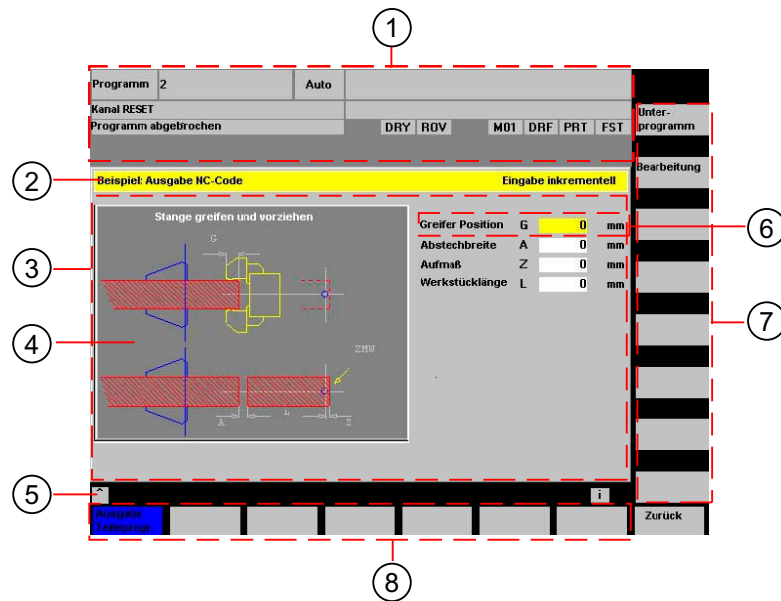 1
Programm 2 Auto
Kanal RESET
Programm abgebrochen DRY ROV M01 DRF PRT FST
Unter-
programm
2
Beispiel: Ausgabe NC-Code Eingabe inkrementell
Bearbeitung
Stange greifen und vorziehen
G
Greifer Position G 0 mm
6
Abstechbreite A 0 mm
3
Aufmaß Z 0 mm
Werkstücklänge L 0 mm
7
4
ZMW
A L Z
5
^ i
Ausgabe
Teileprogr.
Zurück
8